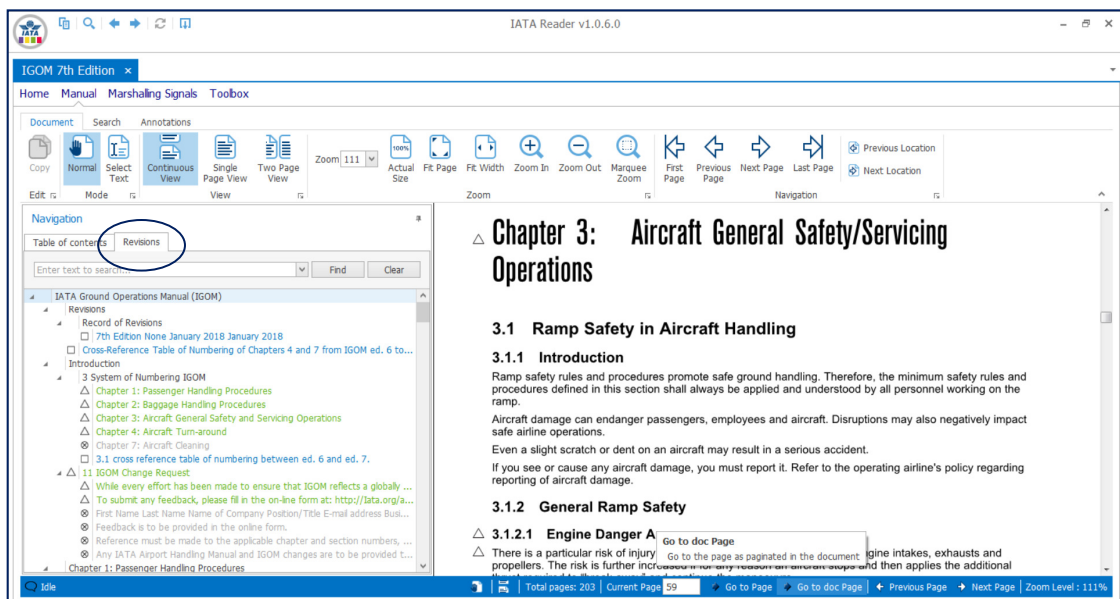 IATA Reader v1.0.6.0
IATA
IGOM 7th Edition ×
Home Manual Marshaling Signals Toolbox
Document Search Annotations
Copy
Normal
Select Text
Continuous View
Single Page View
Two Page View
Zoom 111
100%
Actual Size
Fit Page
Fit Width
Zoom In
Zoom Out
Marquee Zoom
First Page
Previous Page
Next Page
Last Page
Previous Location
Next Location
Edit
Mode
View
Zoom
Navigation
Navigation
Table of contents Revisions
Enter text to search...
Find Clear
IATA Ground Operations Manual (IGOM)
Revisions
Record of Revisions
7th Edition None January 2018 January 2018
Cross-Reference Table of Numbering of Chapters 4 and 7 from IGOM ed. 6 to...
Introduction
3 System of Numbering IGOM
Chapter 1: Passenger Handling Procedures
Chapter 2: Baggage Handling Procedures
Chapter 3: Aircraft General Safety and Servicing Operations
Chapter 4: Aircraft Turn-around
Chapter 7: Aircraft Cleaning
3.1 cross reference table of numbering between ed. 6 and ed. 7.
11 IGOM Change Request
While every effort has been made to ensure that IGOM reflects a globally ...
To submit any feedback, please fill in the on-line form at: http://Iata.org/a...
First Name Last Name Name of Company Position/Title E-mail address Busi...
Feedback is to be provided in the online form.
Reference must be made to the applicable chapter and section numbers, ...
Any IATA Airport Handling Manual and IGOM changes are to be provided t...
Chapter 1: Passenger Handling Procedures
Chapter 3: Aircraft General Safety/Servicing
Operations
3.1 Ramp Safety in Aircraft Handling
3.1.1 Introduction
Ramp safety rules and procedures promote safe ground handling. Therefore, the minimum safety rules and
procedures defined in this section shall always be applied and understood by all personnel working on the
ramp.
Aircraft damage can endanger passengers, employees and aircraft. Disruptions may also negatively impact
safe airline operations.
Even a slight scratch or dent on an aircraft may result in a serious accident.
If you see or cause any aircraft damage, you must report it. Refer to the operating airline's policy regarding
reporting of aircraft damage.
3.1.2 General Ramp Safety
3.1.2.1 Engine Danger A
There is a particular risk of injury
gine intakes, exhausts and
propellers. The risk is further increased if for any reason an aircraft stops and then applies the additional
Go to doc Page
Go to the page as paginated in the document
Idle
Total pages: 203 Current Page 59 Go to Page Go to doc Page Previous Page Next Page Zoom Level : 111%